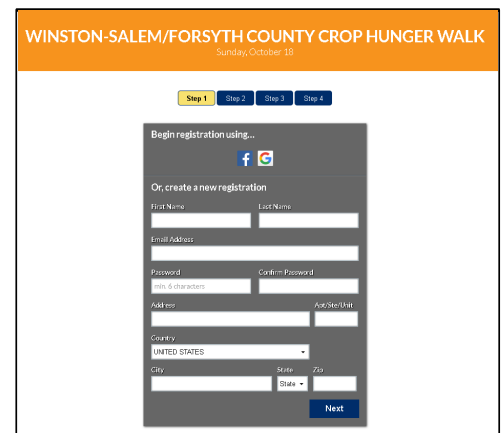 WINSTON-SALEM/FORSYTH COUNTY CROP HUNGER WALK
Sunday, October 18
Step 1 Step 2 Step 3 Step 4
Begin registration using...
Or, create a new registration
First Name Last Name
Email Address
Password Confirm Password
min. 6 characters
Address Apt/Ste/Unit
Country
UNITED STATES
City State Zip
State
Next